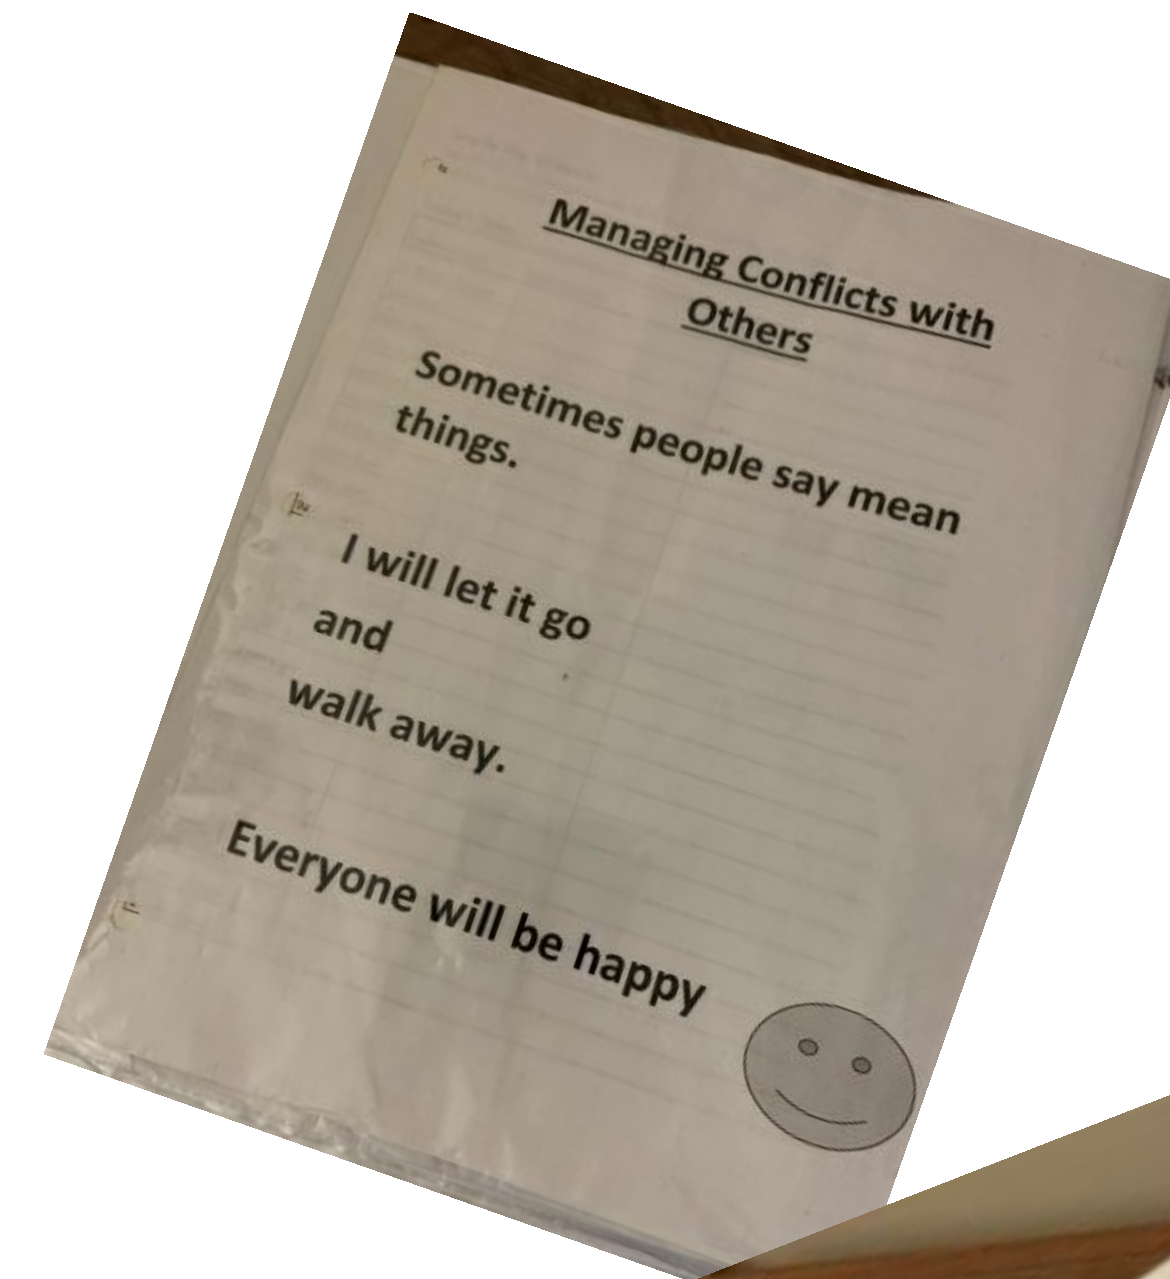 Managing Conflicts with
Others
Sometimes people say mean
things.
I will let it go
and
walk away.
Everyone will be happy